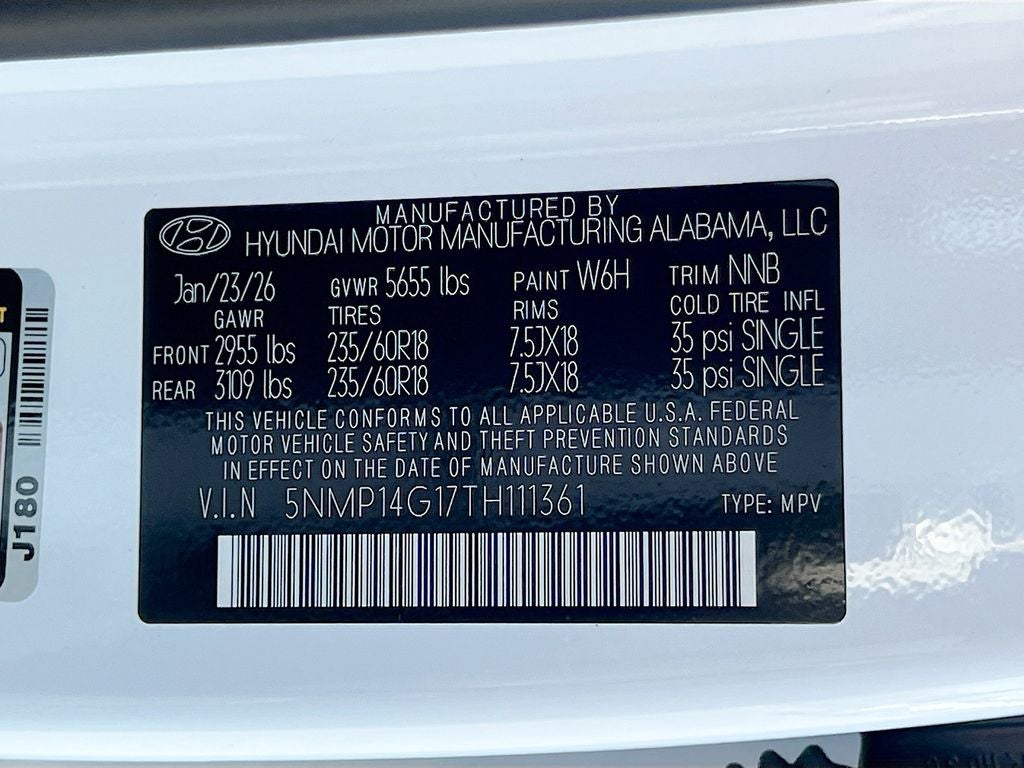 MANUFACTURED BY
HYUNDAI MOTOR MANUFACTURING ALABAMA, LLC
Jan/23/26 GVWR 5655 lbs PAINT W6H TRIM NNB
GAWR TIRES RIMS COLD TIRE INFL
FRONT 2955 lbs 235/60R18 7.5JX18 35 psi SINGLE
REAR 3109 lbs 235/60R18 7.5JX18 35 psi SINGLE
THIS VEHICLE CONFORMS TO ALL APPLICABLE U.S.A. FEDERAL
MOTOR VEHICLE SAFETY AND THEFT PREVENTION STANDARDS
IN EFFECT ON THE DATE OF MANUFACTURE SHOWN ABOVE
V.I.N 5NMP14G17TH111361 TYPE: MPV
J180